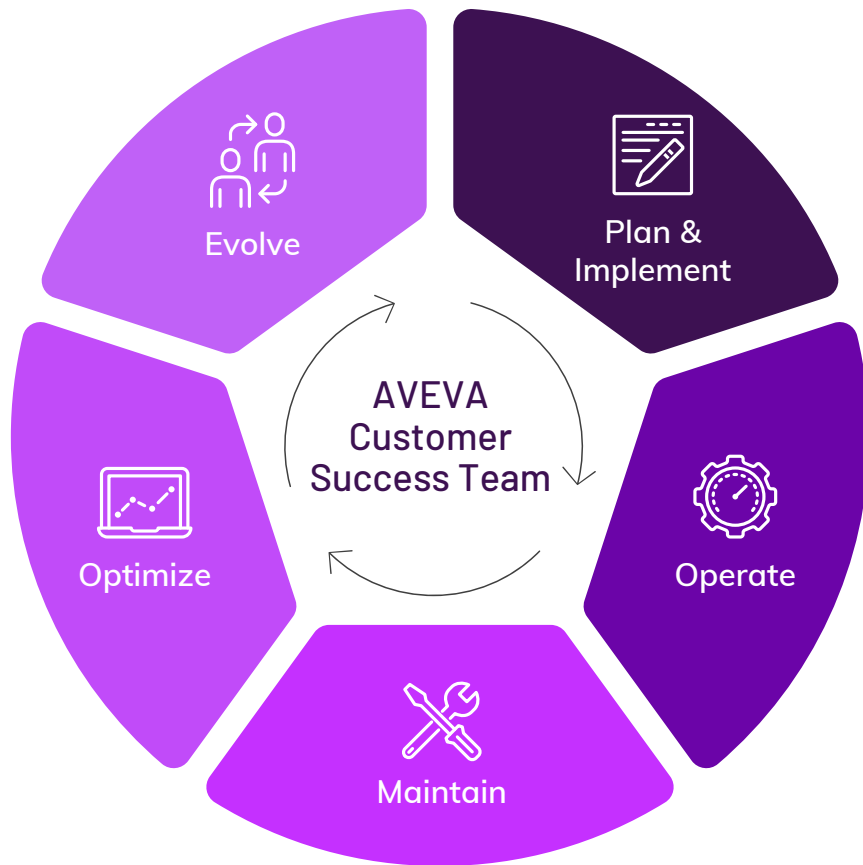 Evolve
Plan &
Implement
AVEVA
Customer
Success Team
Optimize
Operate
Maintain